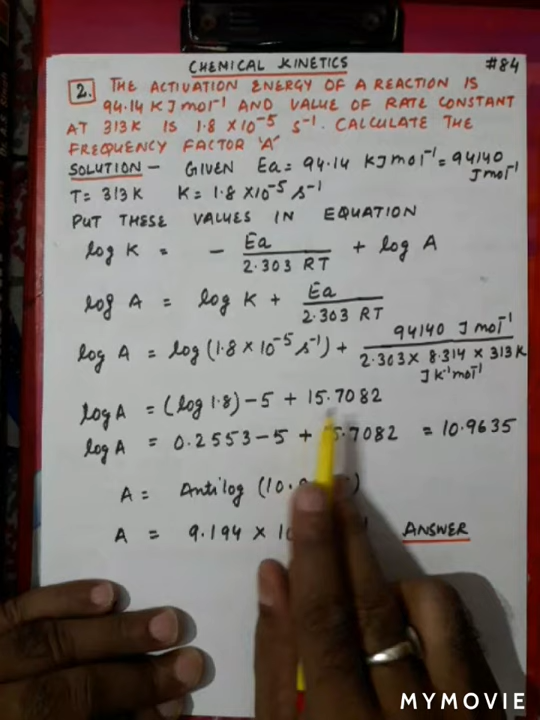 CHEMICAL KINETICS #84
2. THE ACTIVATION ENERGY OF A REACTION IS
94.14 KJ mol⁻¹ AND VALUE OF RATE CONSTANT
AT 313K IS 1.8 × 10⁻⁵ s⁻¹. CALCULATE THE
FREQUENCY FACTOR 'A'
SOLUTION – GIVEN Ea = 94.14 KJ mol⁻¹ = 94140 J mol⁻¹
T = 313 K K = 1.8 × 10⁻⁵ s⁻¹
PUT THESE VALUES IN EQUATION
log K = - Ea / 2.303 RT + log A
log A = log K + Ea / 2.303 RT
log A = log (1.8 × 10⁻⁵ s⁻¹) + 94140 J mol⁻¹ / 2.303 × 8.314 × 313K
J K⁻¹ mol⁻¹
log A = (log 1.8) - 5 + 15.7082
log A = 0.2553 - 5 + 5.7082 = 10.9635
A = Antilog (10. )
A = 9.194 × 10 ANSWER
MYMOVIE